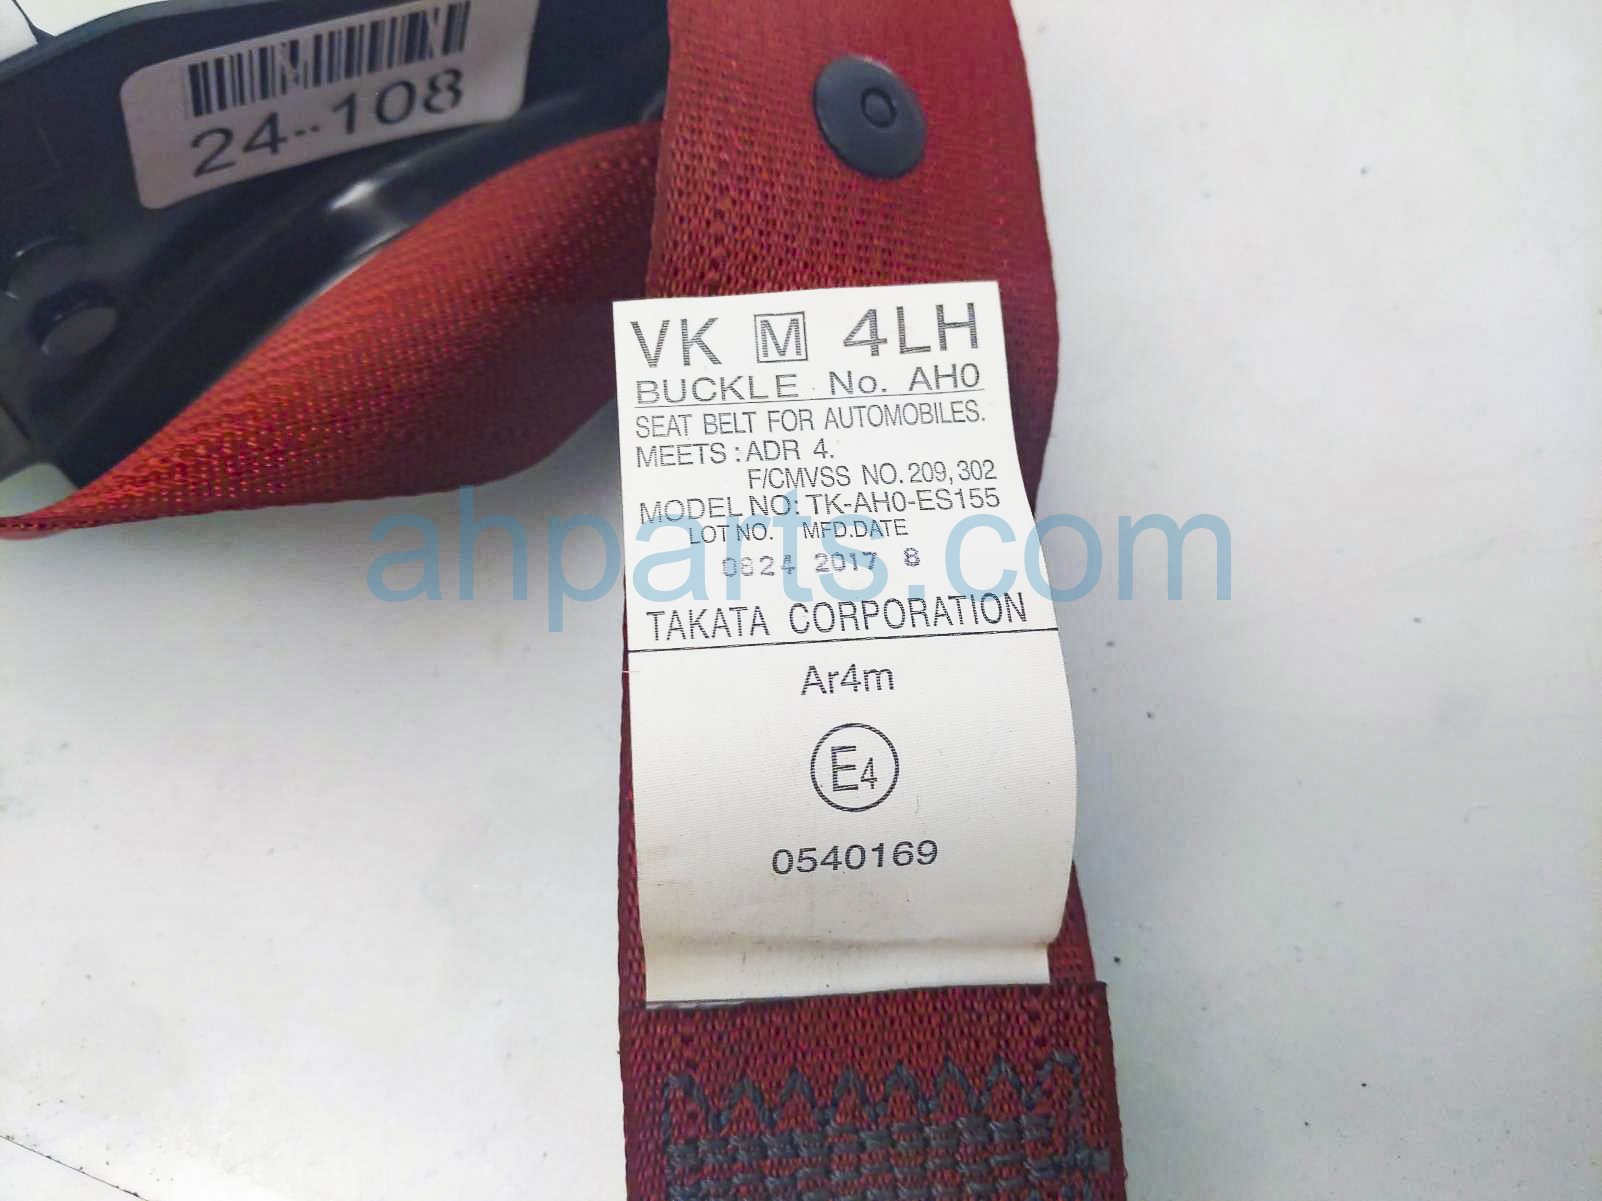 24-108
VK M 4LH
BUCKLE No. AH0
SEAT BELT FOR AUTOMOBILES.
MEETS : ADR 4.
F/CMVSS NO. 209, 302
MODEL NO: TK-AH0-ES155
LOT NO. MFD.DATE
0824 2017 8
TAKATA CORPORATION
Ar4m
E4
0540169
ahparts.com